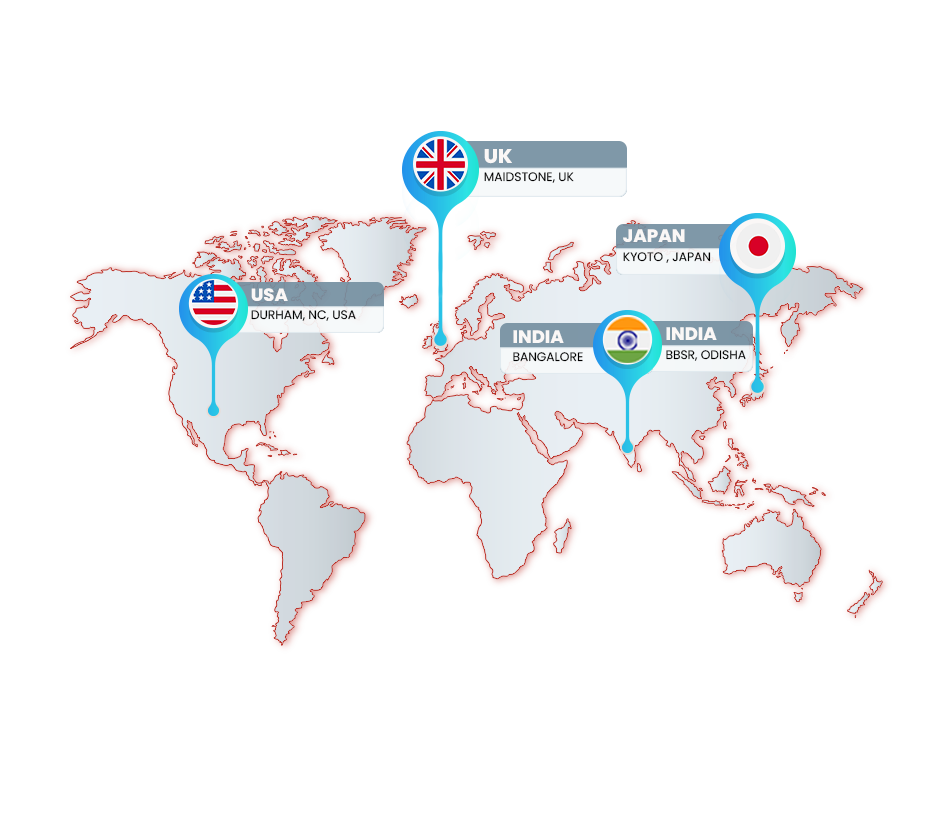 UK
MAIDSTONE, UK
JAPAN
KYOTO , JAPAN
USA
DURHAM, NC, USA
INDIA
BANGALORE
INDIA
BBSR, ODISHA